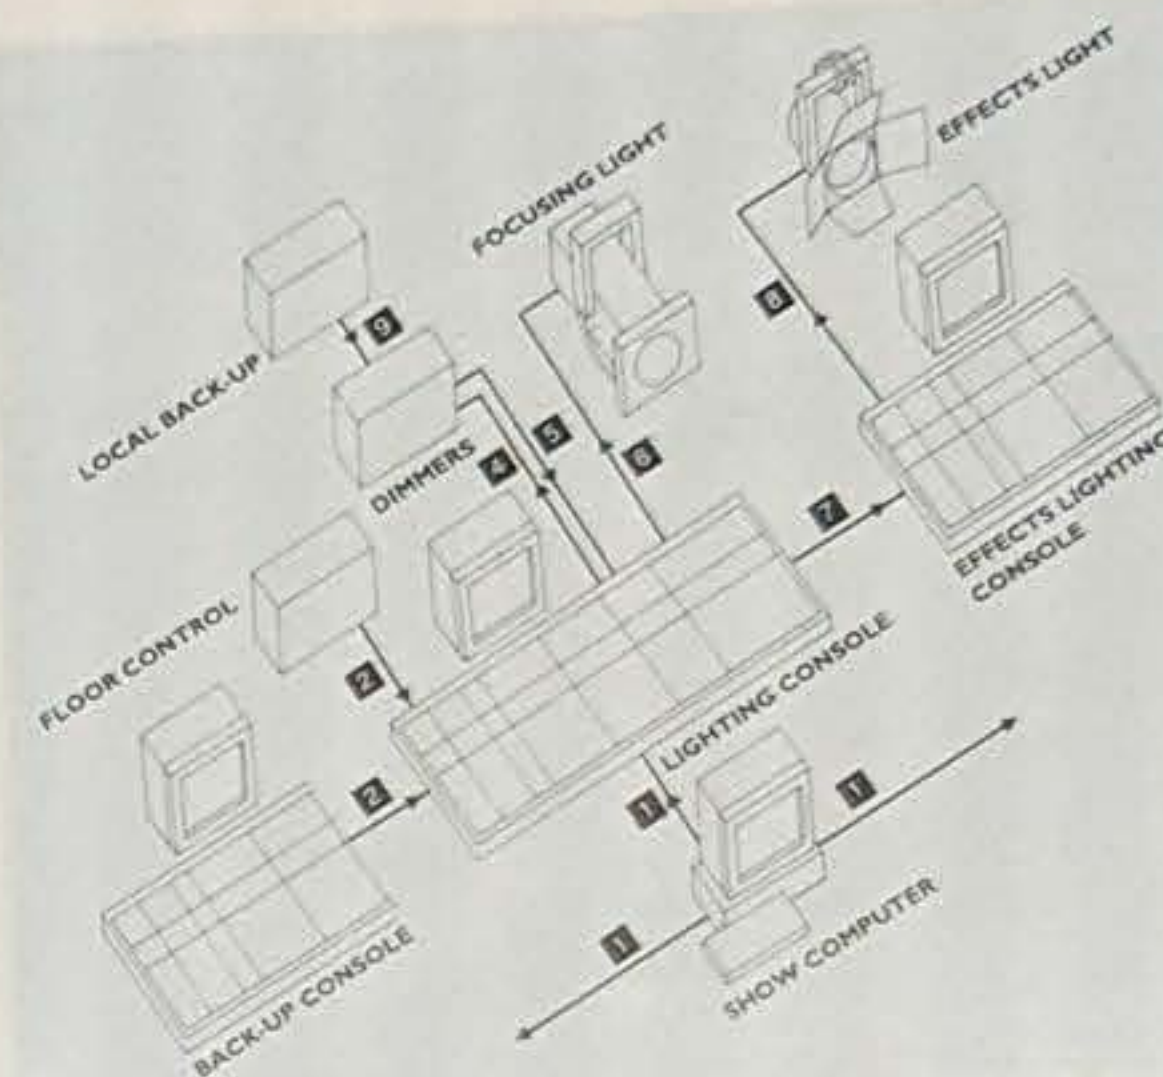 EFFECTS LIGHT
FOCUSING LIGHT
8
9
LOCAL BACK-UP
5
4
6
DIMMERS
7
EFFECTS LIGHTING
CONSOLE
FLOOR CONTROL
2
LIGHTING CONSOLE
2
1
1
1
SHOW COMPUTER
BACK-UP CONSOLE